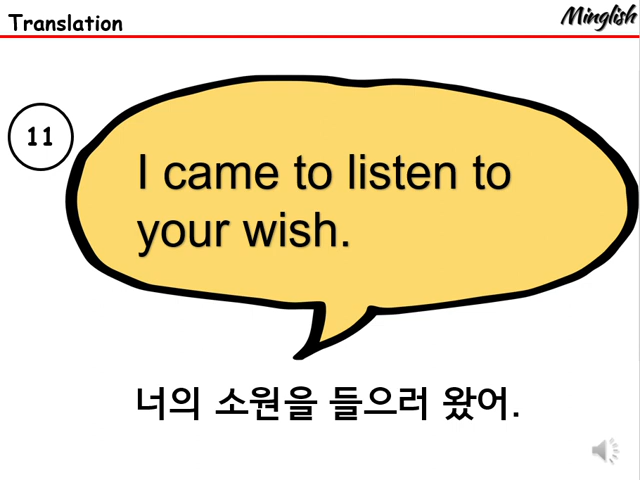 Translation
Minglish
11
I came to listen to
your wish.
너의 소원을 들으러 왔어.